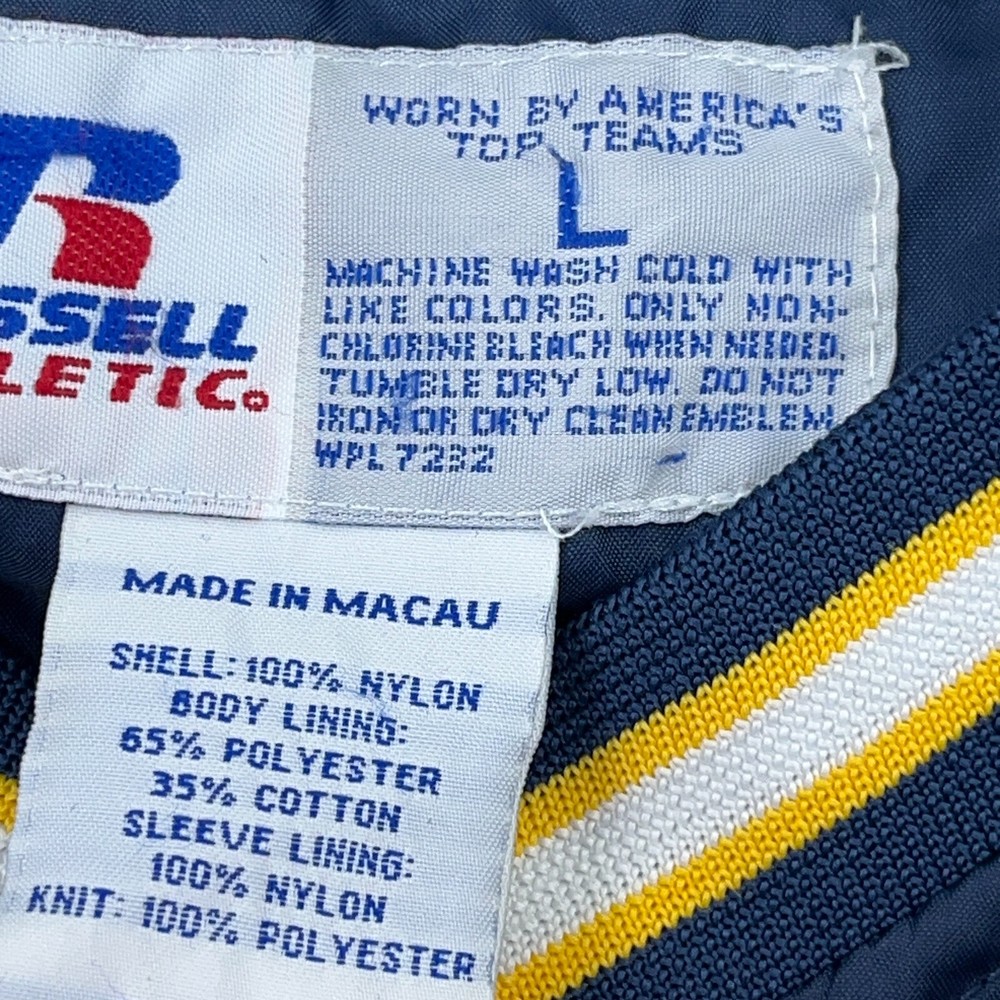 SSELL
LETIC
WORN BY AMERICA'S
TOP TEAMS
L
MACHINE WASH COLD WITH
LIKE COLORS. ONLY NON-
CHLORINE BLEACH WHEN NEEDED.
TUMBLE DRY LOW. DO NOT
IRON OR DRY CLEAN EMBLEM
WPL 7232
MADE IN MACAU
SHELL: 100% NYLON
BODY LINING:
65% POLYESTER
35% COTTON
SLEEVE LINING:
100% NYLON
KNIT: 100% POLYESTER